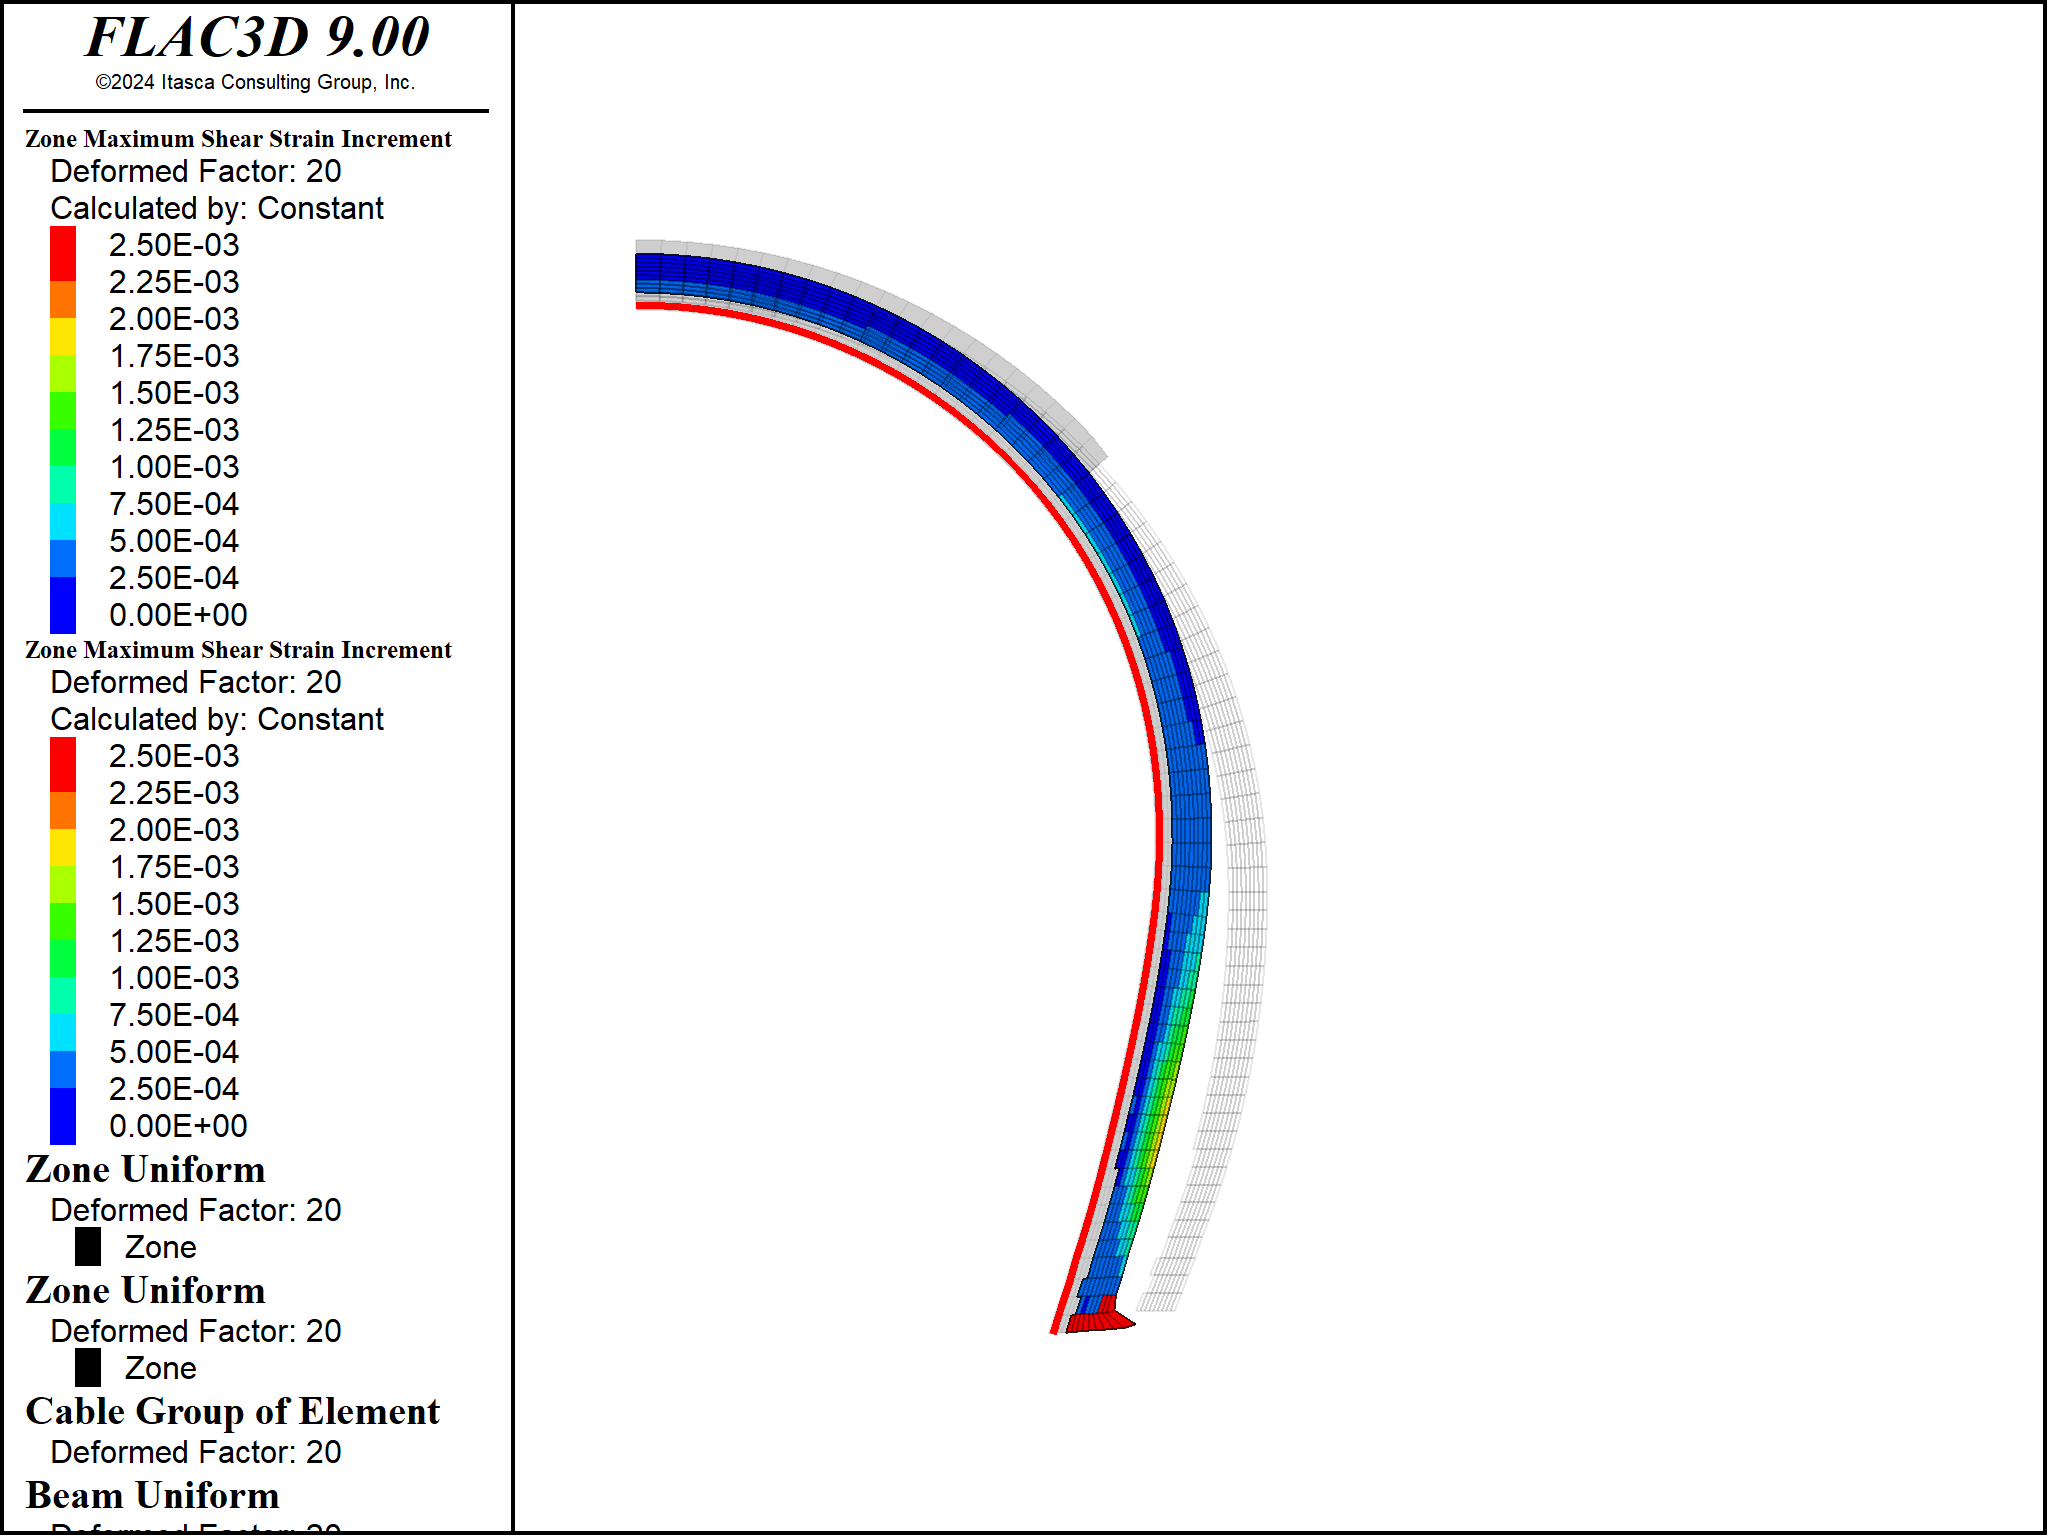 FLAC3D 9.00
©2024 Itasca Consulting Group, Inc.
Zone Maximum Shear Strain Increment
Deformed Factor: 20
Calculated by: Constant
2.50E-03
2.25E-03
2.00E-03
1.75E-03
1.50E-03
1.25E-03
1.00E-03
7.50E-04
5.00E-04
2.50E-04
0.00E+00
Zone Maximum Shear Strain Increment
Deformed Factor: 20
Calculated by: Constant
2.50E-03
2.25E-03
2.00E-03
1.75E-03
1.50E-03
1.25E-03
1.00E-03
7.50E-04
5.00E-04
2.50E-04
0.00E+00
Zone Uniform
Deformed Factor: 20
Zone
Zone Uniform
Deformed Factor: 20
Zone
Cable Group of Element
Deformed Factor: 20
Beam Uniform